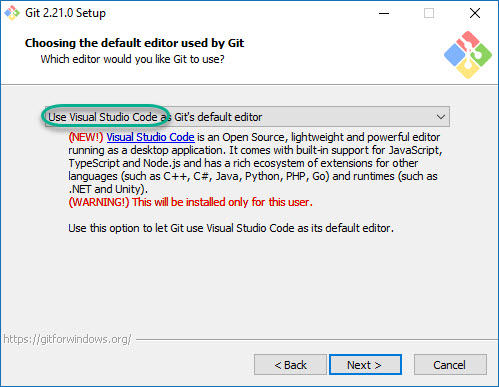 Git 2.21.0 Setup
Choosing the default editor used by Git
Which editor would you like Git to use?
Use Visual Studio Code as Git's default editor
(NEW!) Visual Studio Code is an Open Source, lightweight and powerful editor
running as a desktop application. It comes with built-in support for JavaScript,
TypeScript and Node.js and has a rich ecosystem of extensions for other
languages (such as C++, C#, Java, Python, PHP, Go) and runtimes (such as
.NET and Unity).
(WARNING!) This will be installed only for this user.
Use this option to let Git use Visual Studio Code as its default editor.
https://gitforwindows.org/
< Back
Next >
Cancel